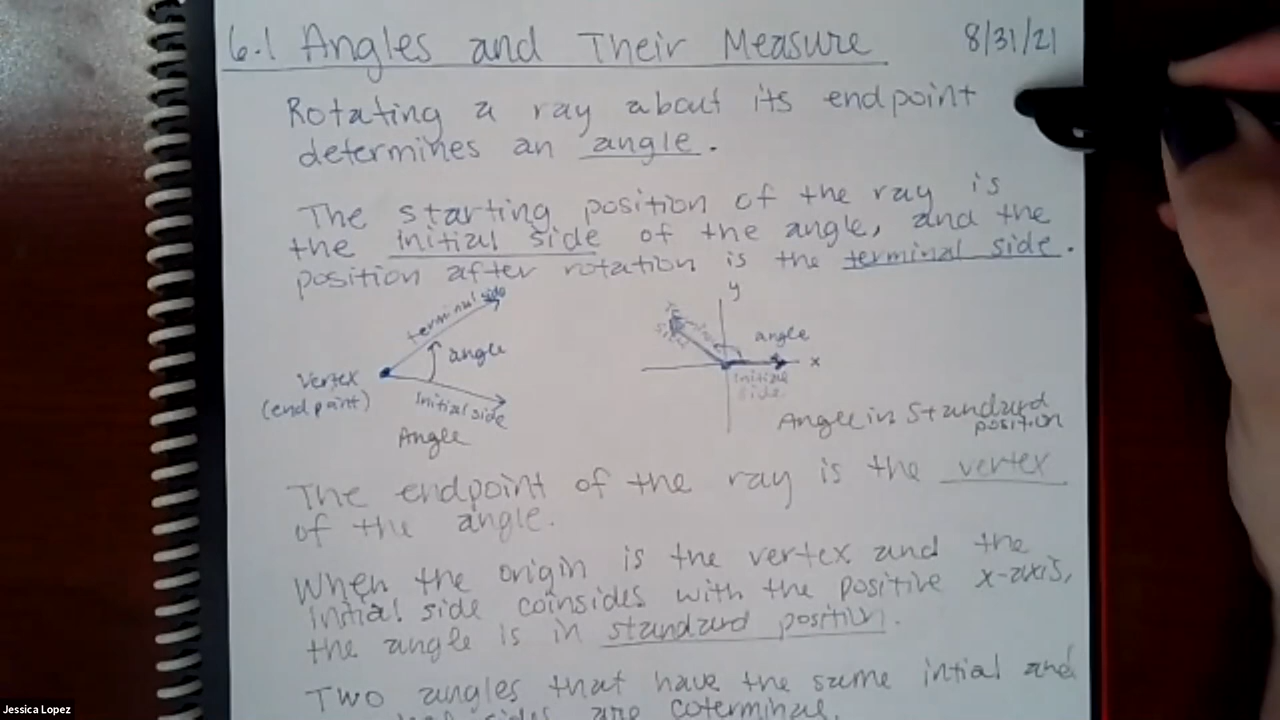 6.1 Angles and Their Measure 8/31/21
Rotating a ray about its endpoint
determines an angle.
The starting position of the ray is
the initial side of the angle, and the
position after rotation is the terminal side.
terminal side
angle
Vertex
(endpoint)
Initial side
Angle
y
angle
x
Initial
side
Angle in Standard
position
The endpoint of the ray is the vertex
of the angle.
When the origin is the vertex and the
initial side coinsides with the positive x-axis,
the angle is in standard position.
Two angles that have the same intial and
sides are coterminal.
Jessica Lopez